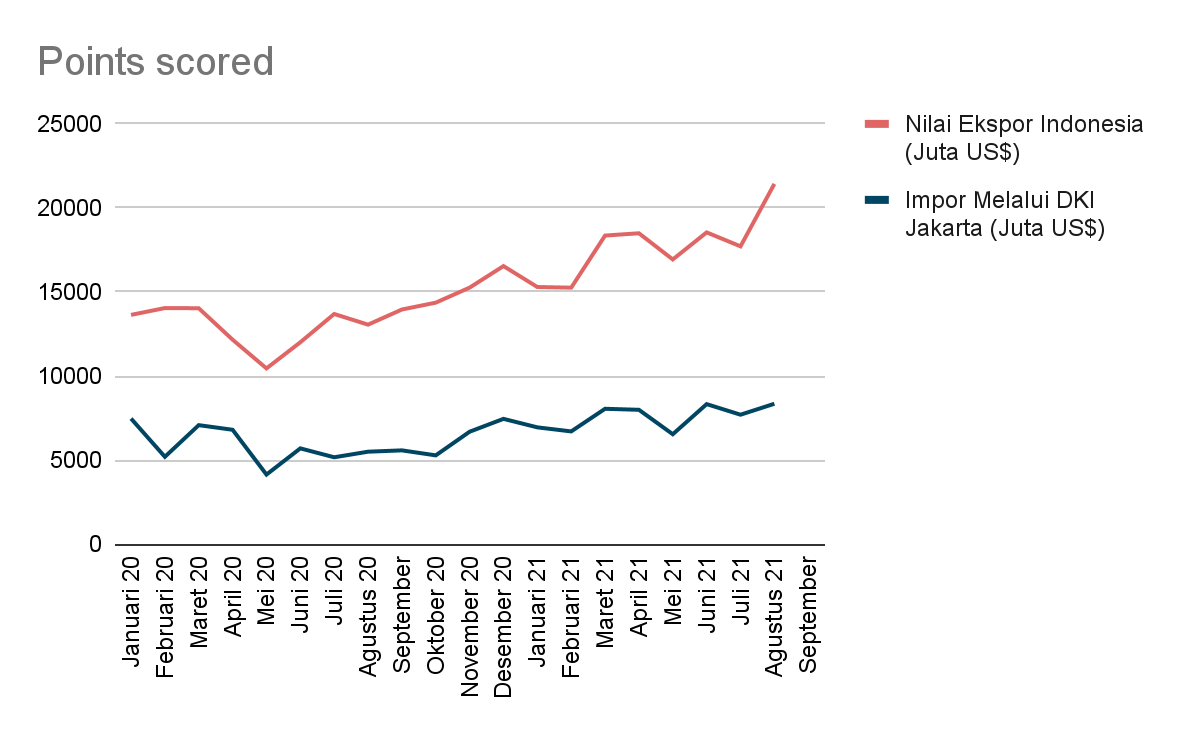 Points scored
25000
20000
15000
10000
5000
0
Nilai Ekspor Indonesia
(Juta US$)
Impor Melalui DKI
Jakarta (Juta US$)
Januari 20
Februari 20
Maret 20
April 20
Mei 20
Juni 20
Juli 20
Agustus 20
September
Oktober 20
November 20
Desember 20
Januari 21
Februari 21
Maret 21
April 21
Mei 21
Juni 21
Juli 21
Agustus 21
September